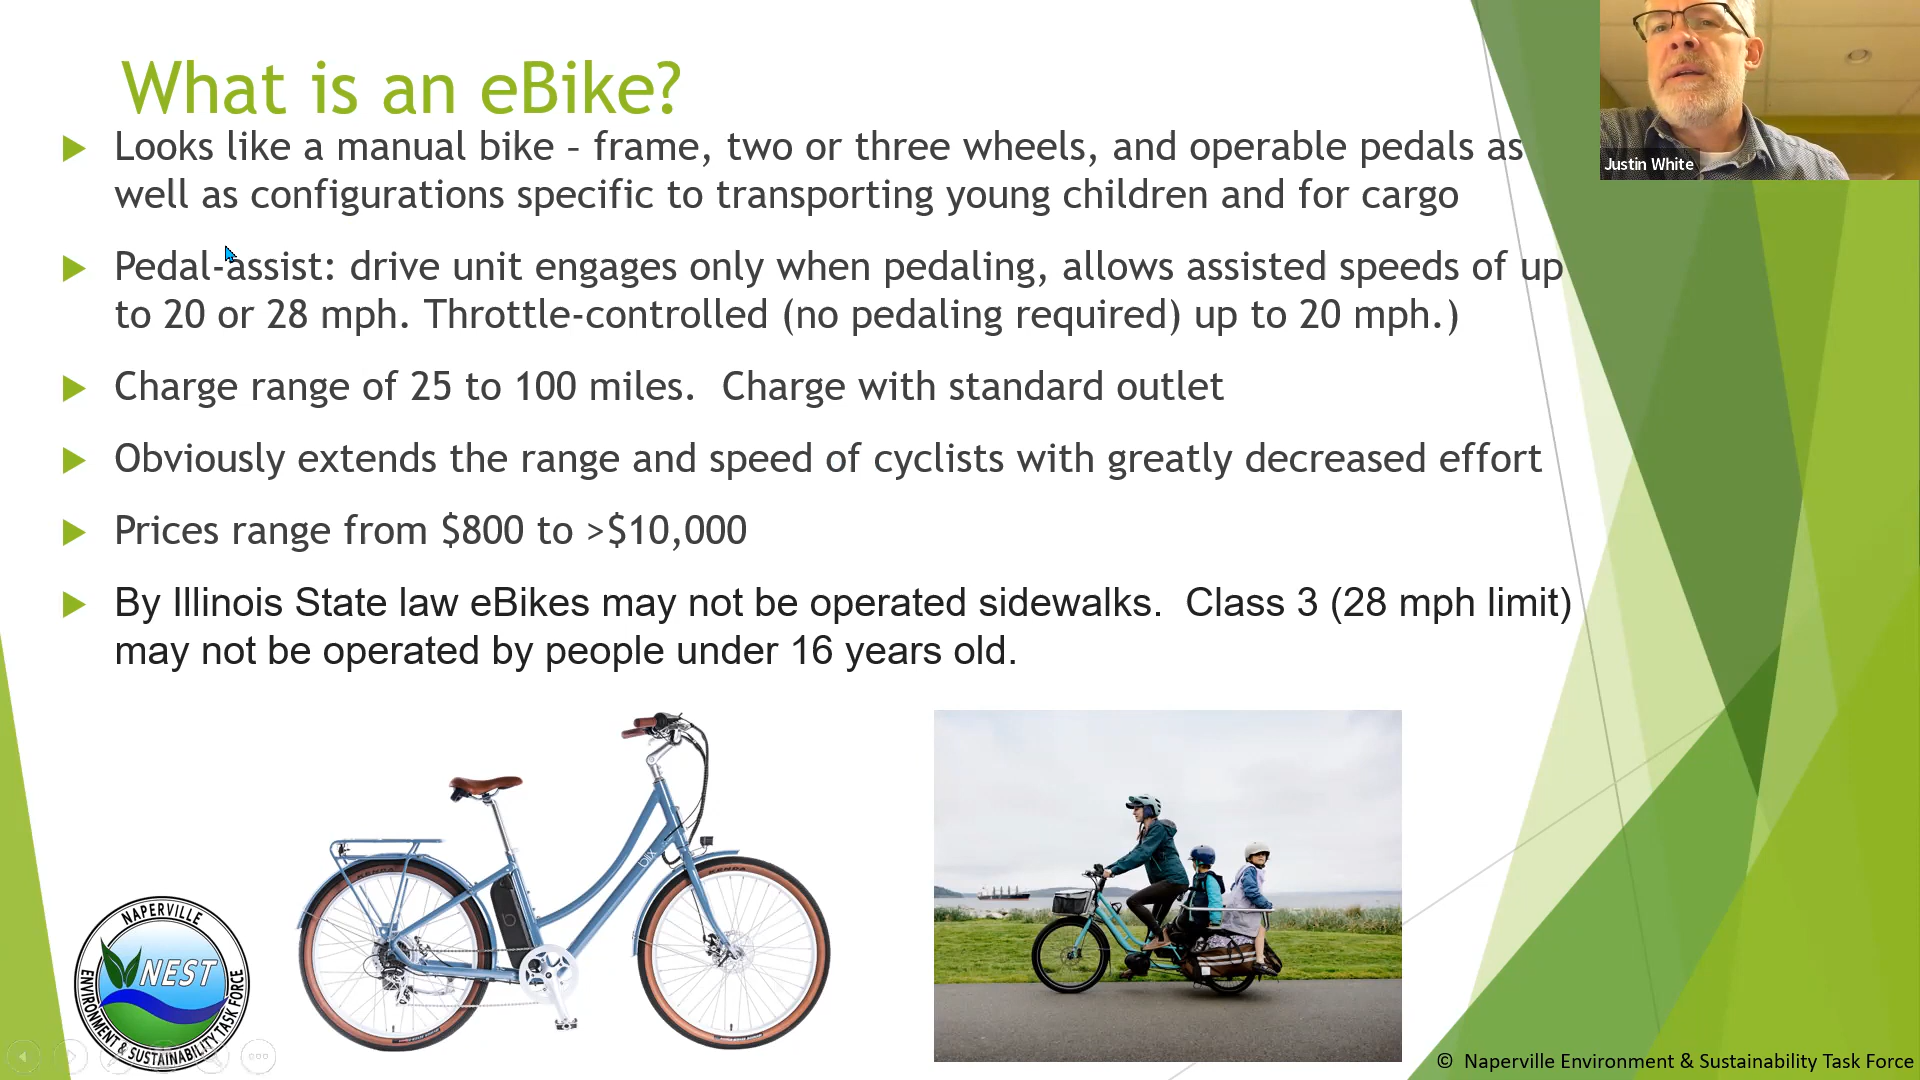 What is an eBike?
Looks like a manual bike – frame, two or three wheels, and operable pedals as
well as configurations specific to transporting young children and for cargo
Pedal-assist: drive unit engages only when pedaling, allows assisted speeds of up
to 20 or 28 mph. Throttle-controlled (no pedaling required) up to 20 mph.)
Charge range of 25 to 100 miles.  Charge with standard outlet
Obviously extends the range and speed of cyclists with greatly decreased effort
Prices range from $800 to >$10,000
By Illinois State law eBikes may not be operated sidewalks.  Class 3 (28 mph limit)
may not be operated by people under 16 years old.
Justin White
blix
KENDA
KENDA
NAPERVILLE
NEST
ENVIRONMENT & SUSTAINABILITY TASK FORCE
© Naperville Environment & Sustainability Task Force